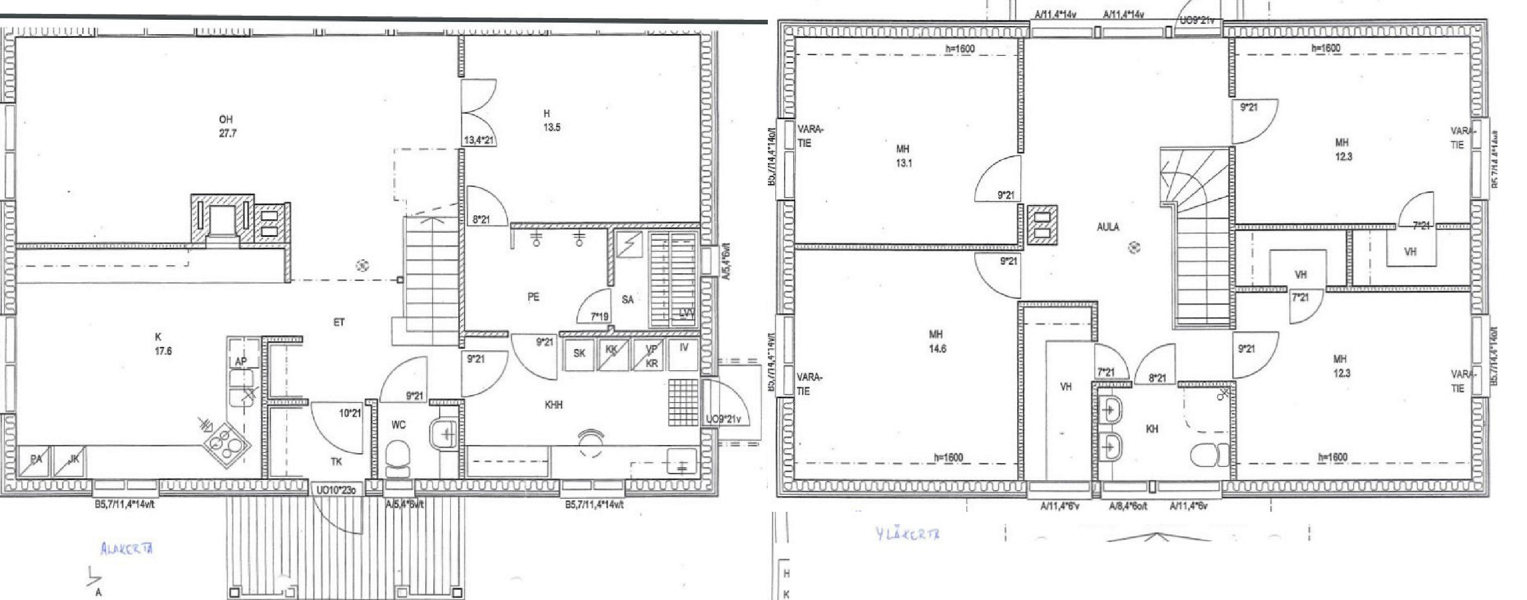 OH
27.7
H
13.5
13,4*21
8*21
PE
SA
7*19
LVV
A/5,4*6v/t
ET
K
17.6
AP
9*21
9*21
SK
KK
VP
KR
IV
9*21
10*21
WC
KHH
UO9*21v
PA
JK
TK
UO10*23o
B5,7/11,4*14v/t
A/5,4*6v/t
B5,7/11,4*14v/t
ALAKERTA
A
A/11,4*14v
A/11,4*14v
UO9*21v
h=1600
h=1600
9*21
VARA-
TIE
B5,7/14,4*14o/t
MH
13.1
MH
12.3
VARA-
TIE
B5,7/14,4*14v/t
9*21
7*21
AULA
VH
9*21
VH
7*21
MH
14.6
B5,7/14,4*14v/t
9*21
MH
12.3
B5,7/14,4*14o/t
7*21
8*21
VARA-
TIE
VH
VARA-
TIE
KH
h=1600
h=1600
A/11,4*6'v
A/8,4*6o/t
A/11,4*6v
YLÄKERTA
H
K